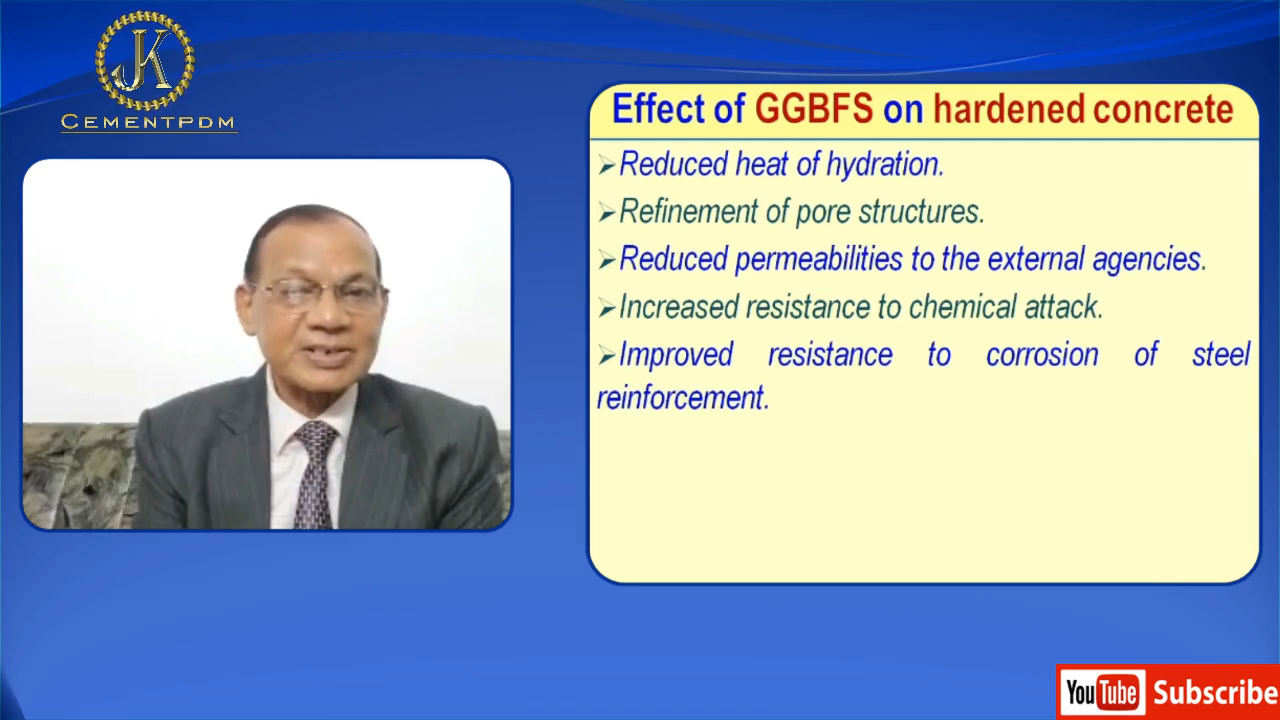 JK
CEMENTPDM
Effect of GGBFS on hardened concrete
➢Reduced heat of hydration.
➢Refinement of pore structures.
➢Reduced permeabilities to the external agencies.
➢Increased resistance to chemical attack.
➢Improved resistance to corrosion of steel
reinforcement.
YouTube Subscribe